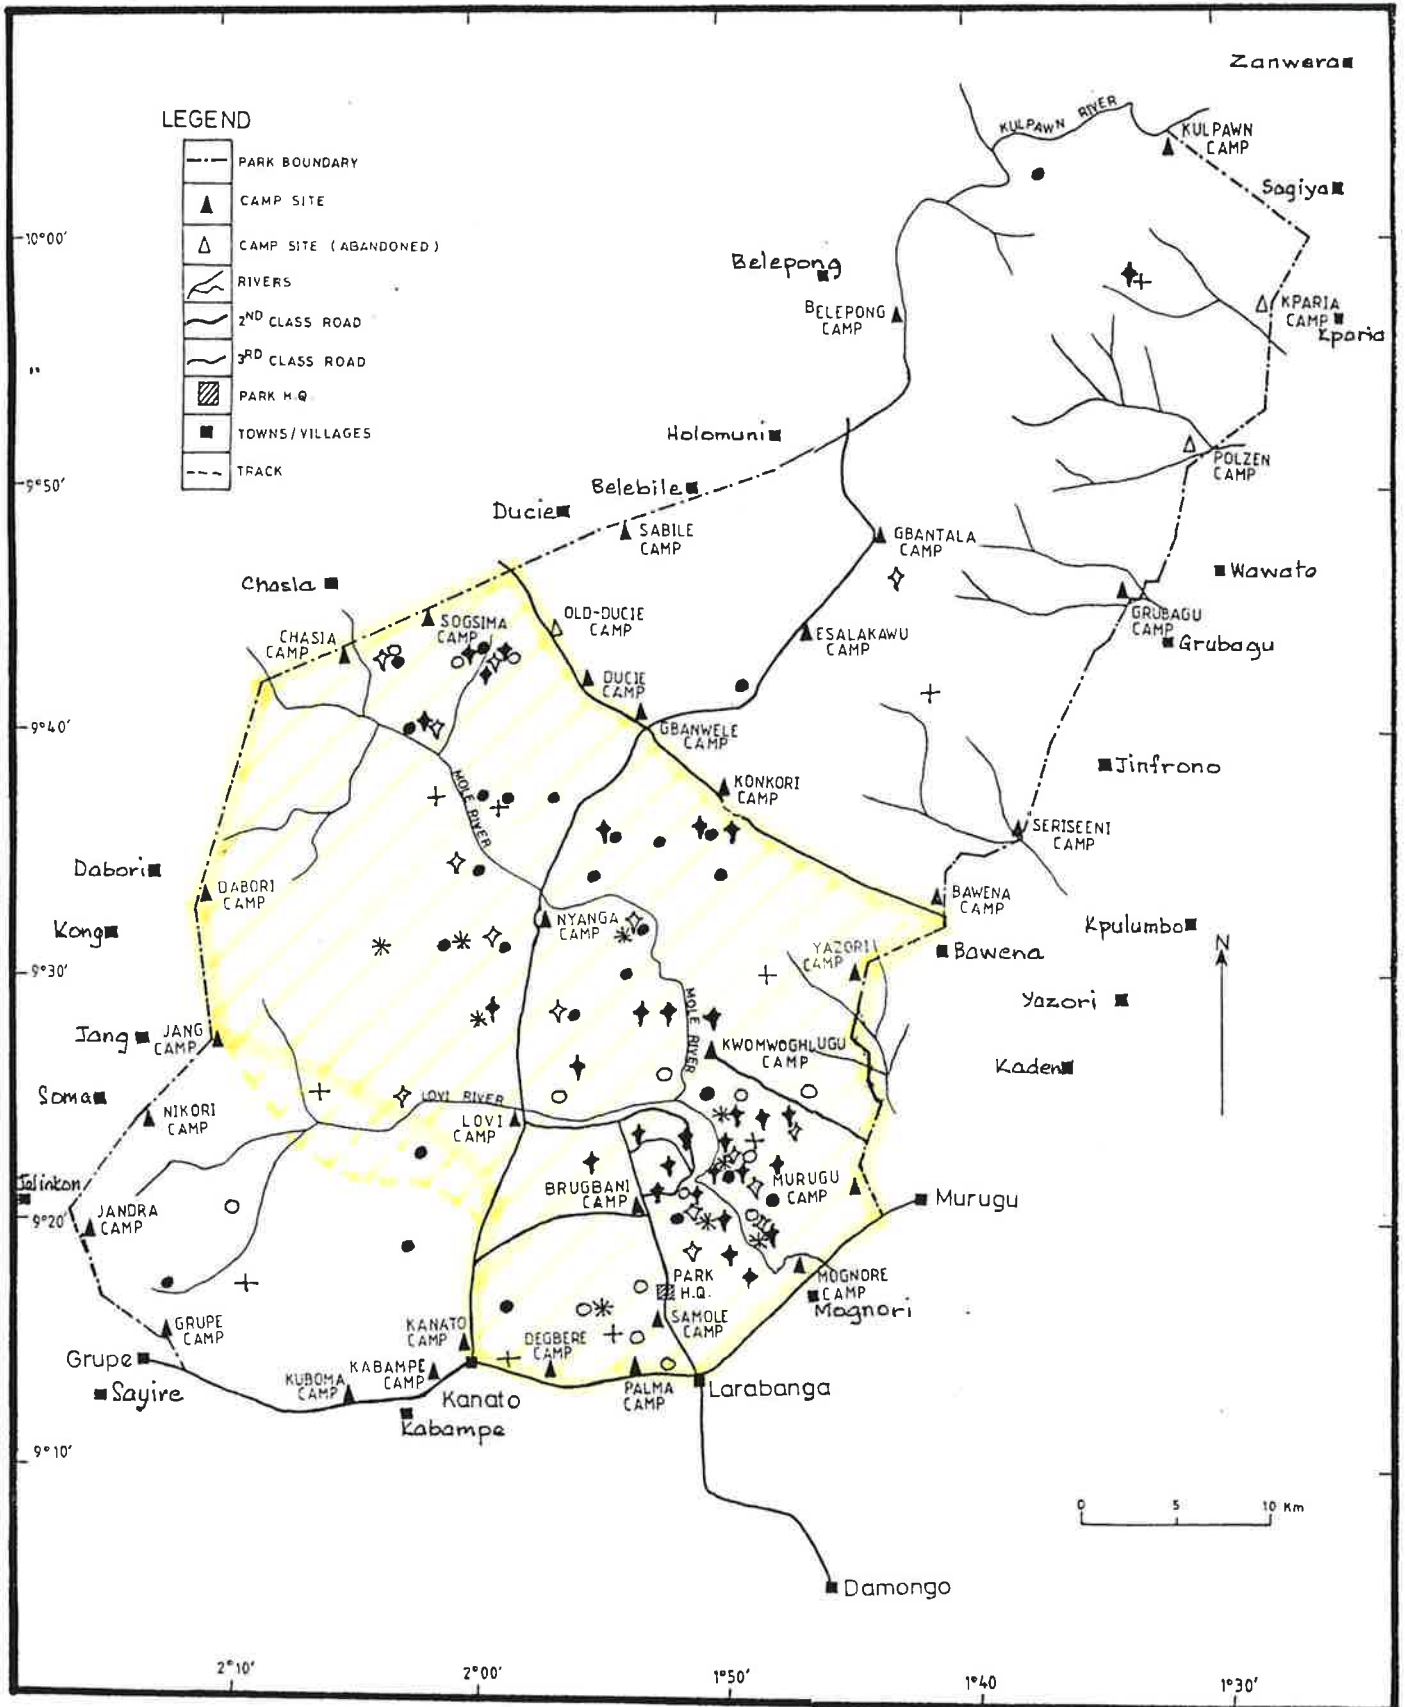 Zanwera
LEGEND
PARK BOUNDARY
CAMP SITE
CAMP SITE (ABANDONED)
RIVERS
2ND CLASS ROAD
3RD CLASS ROAD
PARK H.Q.
TOWNS/VILLAGES
TRACK
KULPAWN RIVER
KULPAWN
CAMP
Sagiya
10°00'
Belepong
BELEPONG
CAMP
KPARIA
CAMP
Kparia
Holomuni
POLZEN
CAMP
9°50'
Belebile
Ducie
SABILE
CAMP
GBANTALA
CAMP
Wawato
Chasla
SOGSIMA
CAMP
OLD-DUCIE
CAMP
ESALAKAWU
CAMP
GRUBAGU
CAMP
Grubagu
CHASIA
CAMP
DUCIE
CAMP
9°40'
GBANWELE
CAMP
MOLE RIVER
KONKORI
CAMP
Jinfrono
SERISEENI
CAMP
Dabori
DABORI
CAMP
BAWENA
CAMP
Kong
NYANGA
CAMP
Kpulumbo
N
9°30'
YAZORI
CAMP
Bawena
Yazori
MOLE RIVER
Jang
JANG
CAMP
KWOMWOGHLUGU
CAMP
Kaden
Soma
NIKORI
CAMP
LOVI RIVER
LOVI
CAMP
Jelinkon
JANDRA
CAMP
BRUGBANI
CAMP
MURUGU
CAMP
Murugu
9°20'
PARK
H.Q.
MOGNORE
CAMP
Mognori
GRUPE
CAMP
KANATO
CAMP
DEGBERE
CAMP
SAMOLE
CAMP
Grupe
Sayire
KUBOMA
CAMP
KABAMPE
CAMP
Kanato
PALMA
CAMP
Larabanga
Kabampe
9°10'
0 5 10 Km
Damongo
2°10' 2°00' 1°50' 1°40' 1°30'